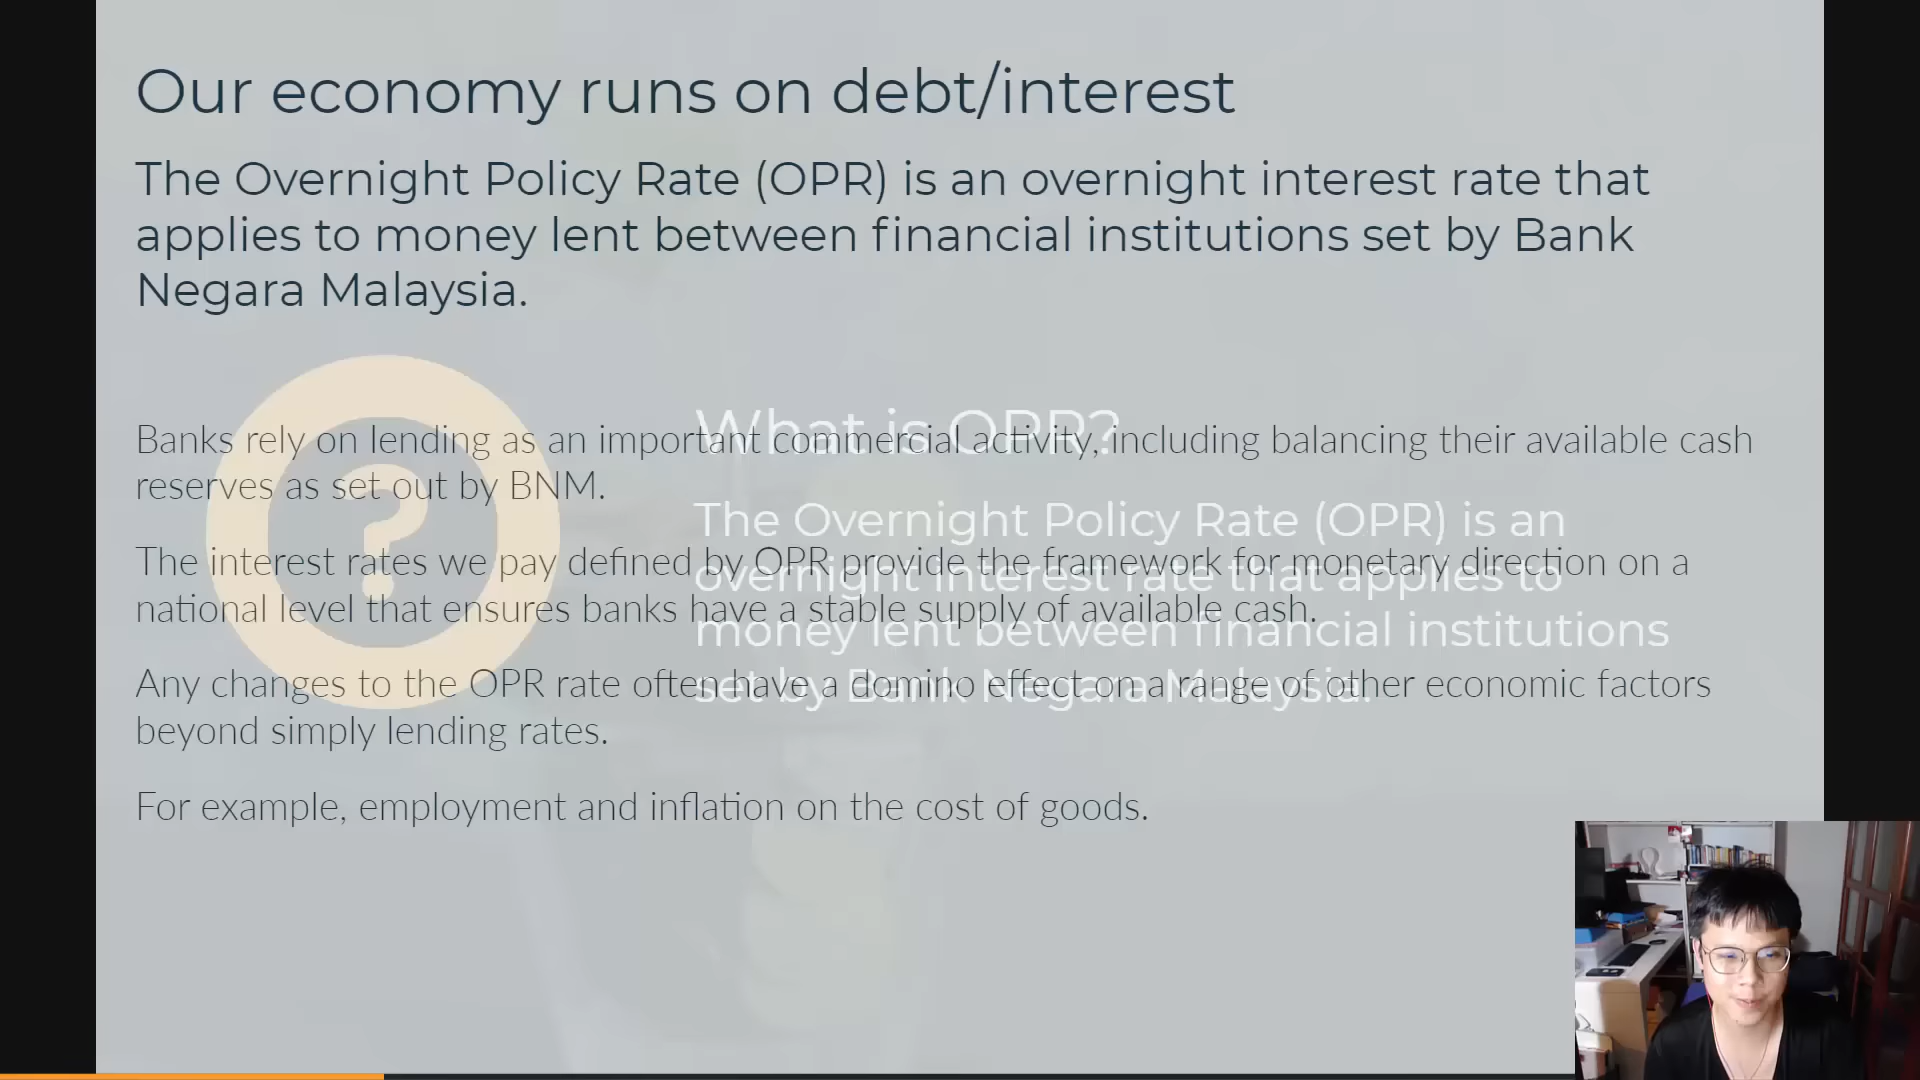 Our economy runs on debt/interest
The Overnight Policy Rate (OPR) is an overnight interest rate that
applies to money lent between financial institutions set by Bank
Negara Malaysia.
Banks rely on lending as an important commercial activity, including balancing their available cash
reserves as set out by BNM.
The interest rates we pay defined by OPR provide the framework for monetary direction on a
national level that ensures banks have a stable supply of available cash.
Any changes to the OPR rate often have a domino effect on a range of other economic factors
beyond simply lending rates.
For example, employment and inflation on the cost of goods.
?
What is OPR?
The Overnight Policy Rate (OPR) is an
overnight interest rate that applies to
money lent between financial institutions
set by Bank Negara Malaysia.